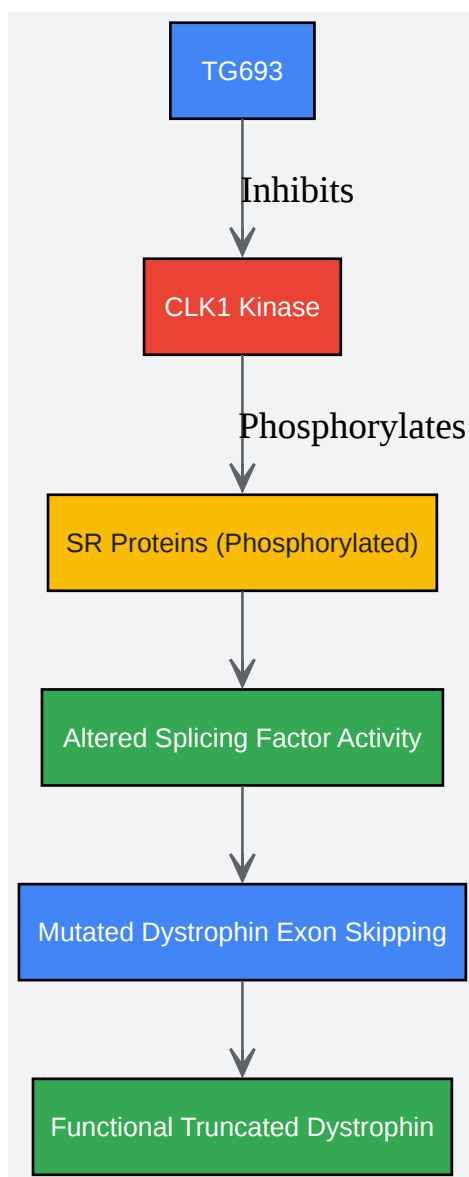 TG693
Inhibits
CLK1 Kinase
Phosphorylates
SR Proteins (Phosphorylated)
Altered Splicing Factor Activity
Mutated Dystrophin Exon Skipping
Functional Truncated Dystrophin